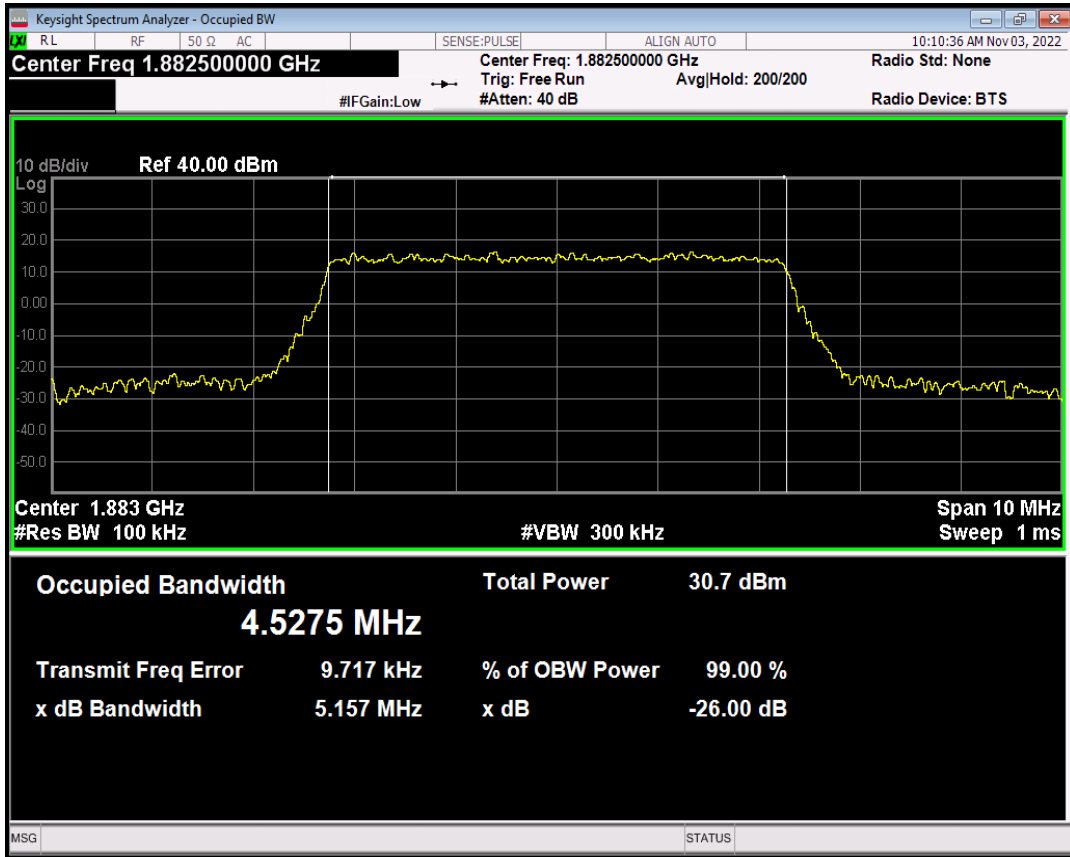 Keysight Spectrum Analyzer - Occupied BW
LXI RL RF 50 Ω AC SENSE:PULSE ALIGN AUTO 10:10:36 AM Nov 03, 2022
Center Freq 1.882500000 GHz Center Freq: 1.882500000 GHz Radio Std: None
Trig: Free Run Avg|Hold: 200/200
#IFGain:Low #Atten: 40 dB Radio Device: BTS
10 dB/div Ref 40.00 dBm
Log
30.0
20.0
10.0
0.00
-10.0
-20.0
-30.0
-40.0
-50.0
Center 1.883 GHz Span 10 MHz
#Res BW 100 kHz #VBW 300 kHz Sweep 1 ms
Occupied Bandwidth Total Power 30.7 dBm
4.5275 MHz
Transmit Freq Error 9.717 kHz % of OBW Power 99.00 %
x dB Bandwidth 5.157 MHz x dB -26.00 dB
MSG STATUS